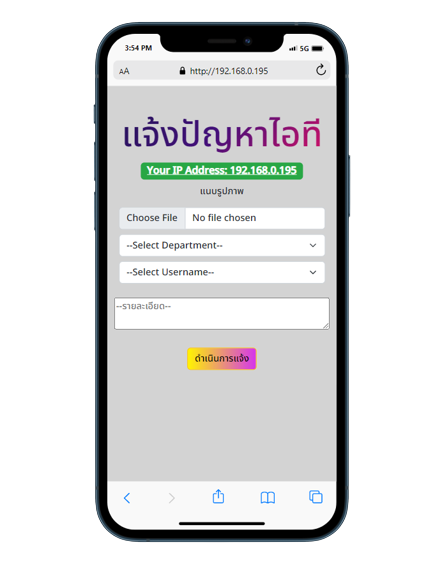 3:54 PM
5G
AA
http://192.168.0.195
แจ้งปัญหาไอที
Your IP Address: 192.168.0.195
แนบรูปภาพ
Choose File No file chosen
--Select Department--
--Select Username--
--รายละเอียด--
ดำเนินการแจ้ง